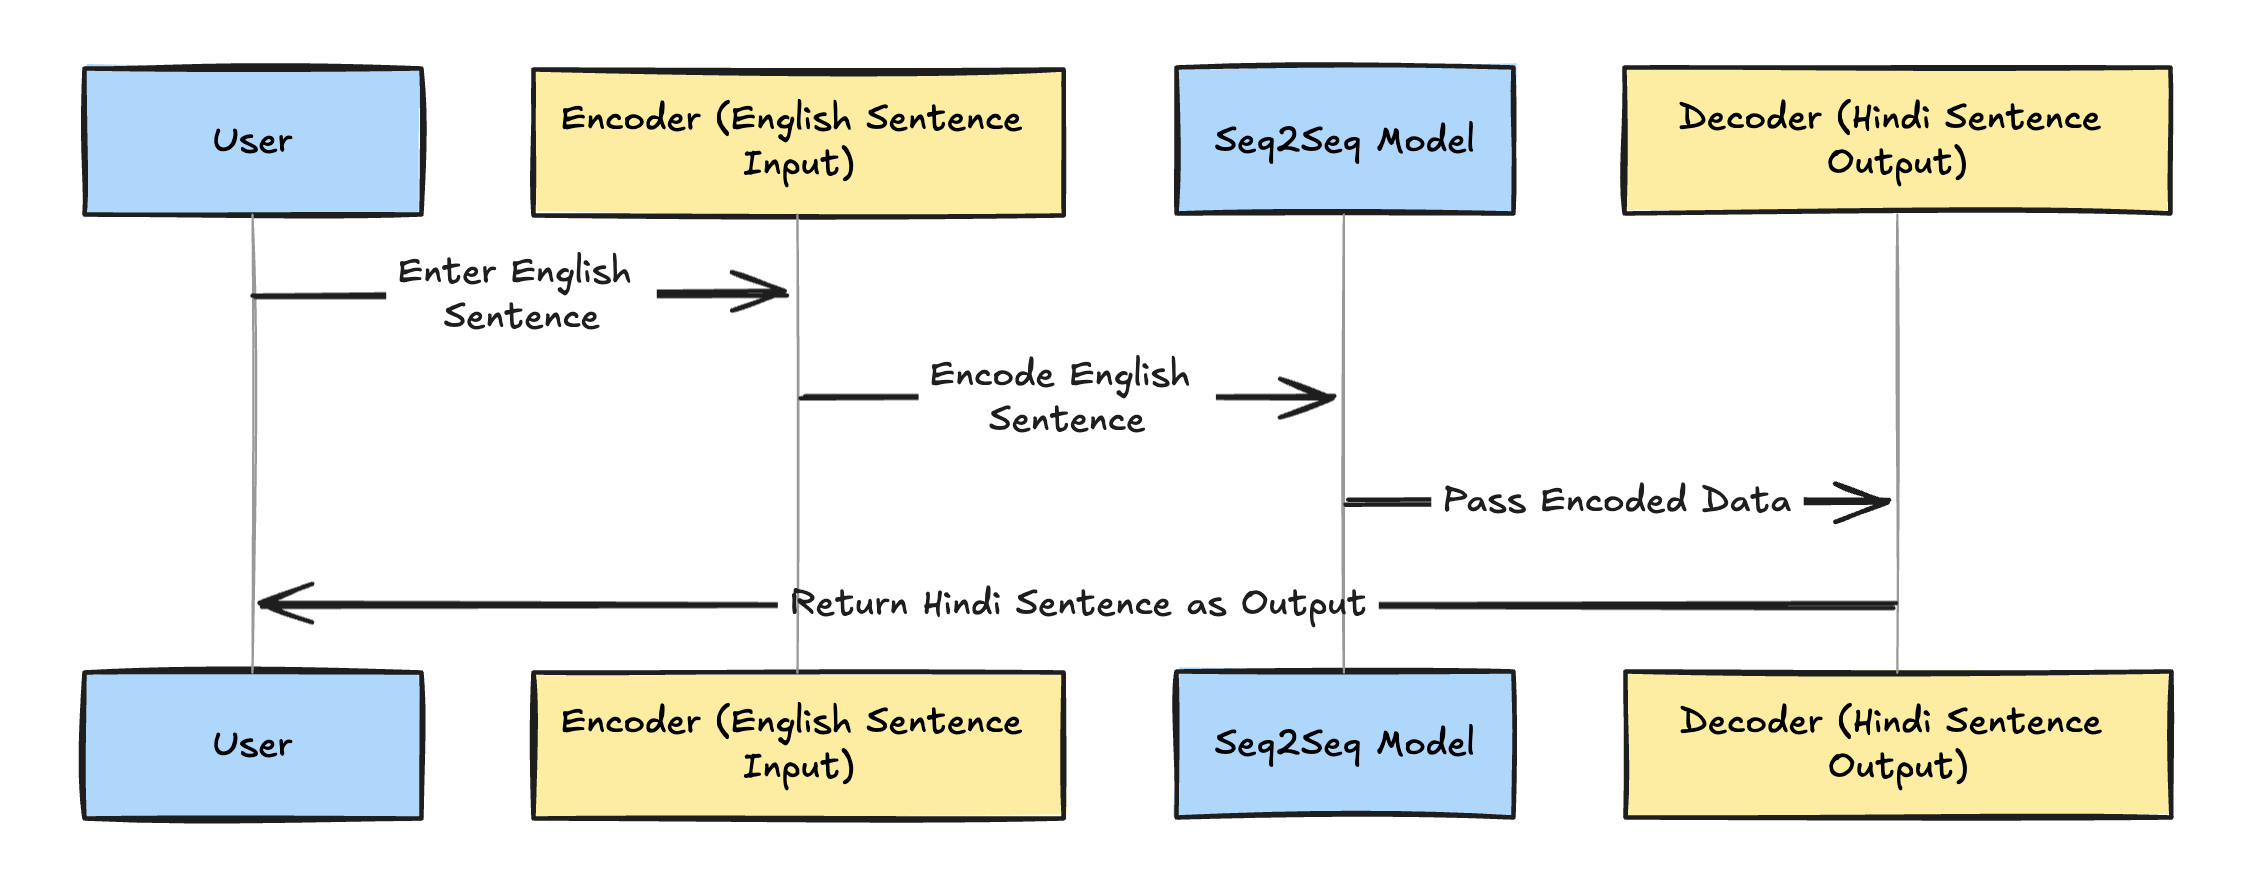 User
Encoder (English Sentence
Input)
Seq2Seq Model
Decoder (Hindi Sentence
Output)
Enter English
Sentence
Encode English
Sentence
Pass Encoded Data
Return Hindi Sentence as Output
User
Encoder (English Sentence
Input)
Seq2Seq Model
Decoder (Hindi Sentence
Output)